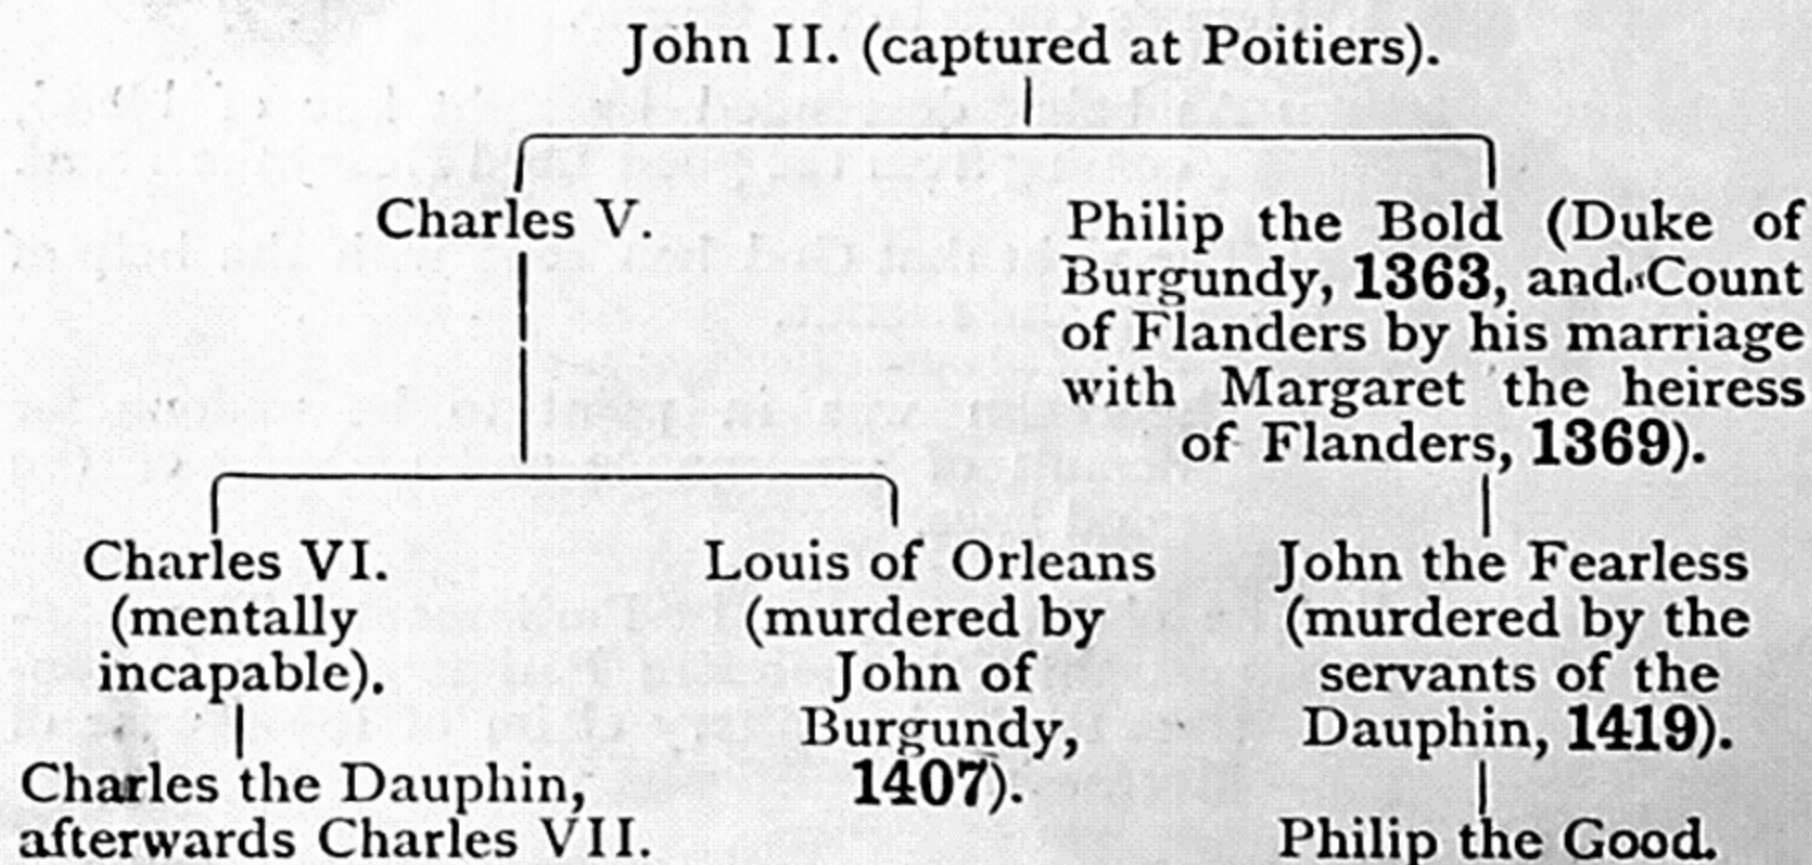 John II. (captured at Poitiers).
Charles V.
Philip the Bold (Duke of
Burgundy, 1363, and Count
of Flanders by his marriage
with Margaret the heiress
of Flanders, 1369).
Charles VI.
(mentally
incapable).
Charles the Dauphin,
afterwards Charles VII.
Louis of Orleans
(murdered by
John of
Burgundy,
1407).
John the Fearless
(murdered by the
servants of the
Dauphin, 1419).
Philip the Good.